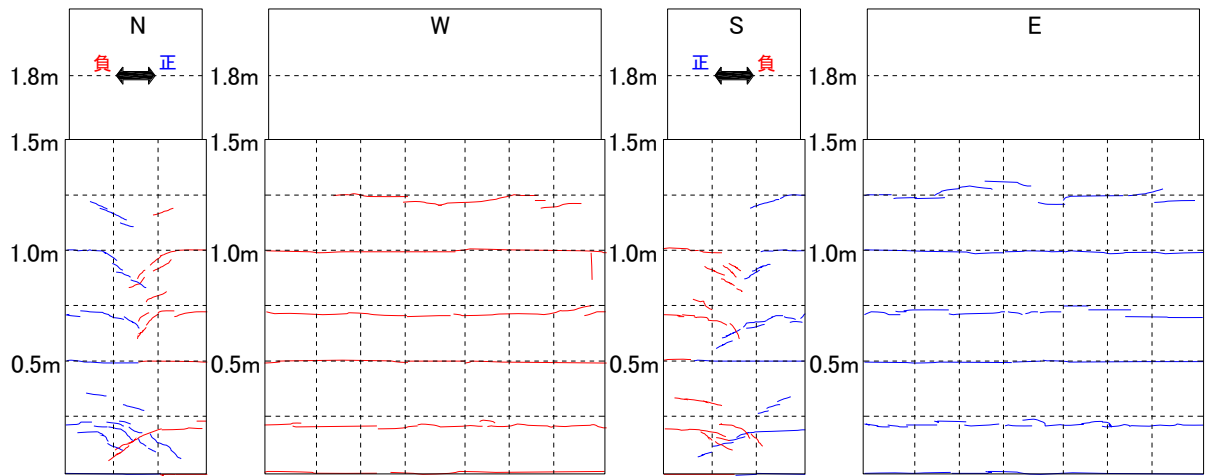 N W S E
負 正 正 負
1.8m 1.8m 1.8m 1.8m
1.5m 1.5m 1.5m 1.5m
1.0m 1.0m 1.0m 1.0m
0.5m 0.5m 0.5m 0.5m